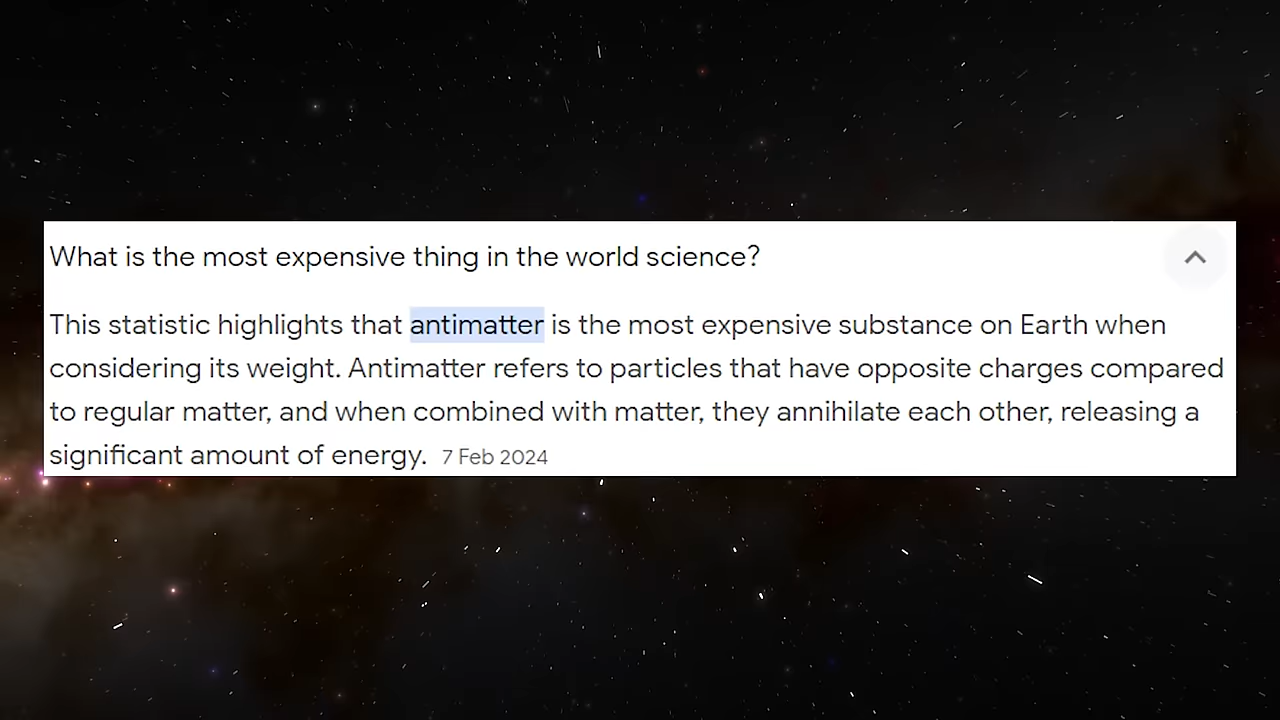 What is the most expensive thing in the world science?
This statistic highlights that antimatter is the most expensive substance on Earth when
considering its weight. Antimatter refers to particles that have opposite charges compared
to regular matter, and when combined with matter, they annihilate each other, releasing a
significant amount of energy. 7 Feb 2024